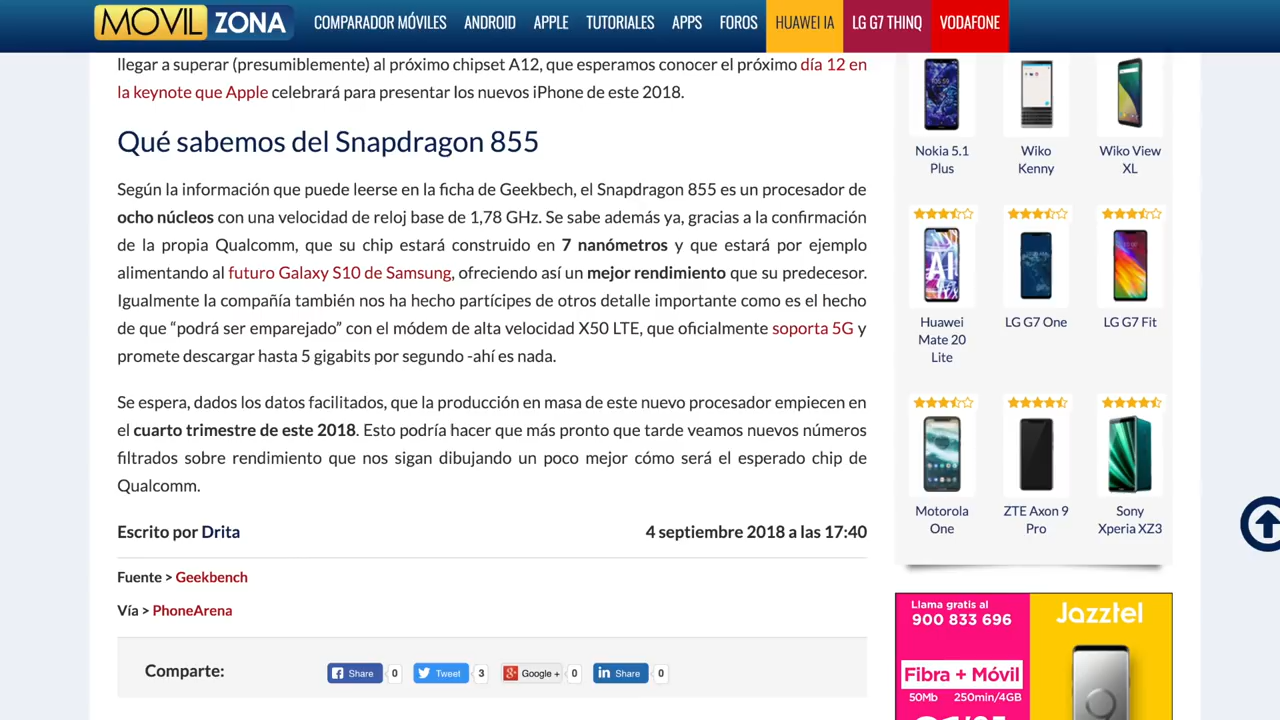 MOVIL ZONA
COMPARADOR MÓVILES ANDROID APPLE TUTORIALES APPS FOROS HUAWEI IA LG G7 THINQ VODAFONE
llegar a superar (presumiblemente) al próximo chipset A12, que esperamos conocer el próximo día 12 en
la keynote que Apple celebrará para presentar los nuevos iPhone de este 2018.
Qué sabemos del Snapdragon 855
Según la información que puede leerse en la ficha de Geekbech, el Snapdragon 855 es un procesador de
ocho núcleos con una velocidad de reloj base de 1,78 GHz. Se sabe además ya, gracias a la confirmación
de la propia Qualcomm, que su chip estará construido en 7 nanómetros y que estará por ejemplo
alimentando al futuro Galaxy S10 de Samsung, ofreciendo así un mejor rendimiento que su predecesor.
Igualmente la compañía también nos ha hecho partícipes de otros detalle importante como es el hecho
de que “podrá ser emparejado” con el módem de alta velocidad X50 LTE, que oficialmente soporta 5G y
promete descargar hasta 5 gigabits por segundo -ahí es nada.
Se espera, dados los datos facilitados, que la producción en masa de este nuevo procesador empiecen en
el cuarto trimestre de este 2018. Esto podría hacer que más pronto que tarde veamos nuevos números
filtrados sobre rendimiento que nos sigan dibujando un poco mejor cómo será el esperado chip de
Qualcomm.
Escrito por Drita
4 septiembre 2018 a las 17:40
Fuente > Geekbench
Vía > PhoneArena
Comparte:
Share 0 Tweet 3 Google + 0 Share 0
Nokia 5.1
Plus
Wiko
Kenny
Wiko View
XL
Huawei
Mate 20
Lite
LG G7 One
LG G7 Fit
Motorola
One
ZTE Axon 9
Pro
Sony
Xperia XZ3
Llama gratis al
900 833 696
Jazztel
Fibra + Móvil
50Mb 250min/4GB